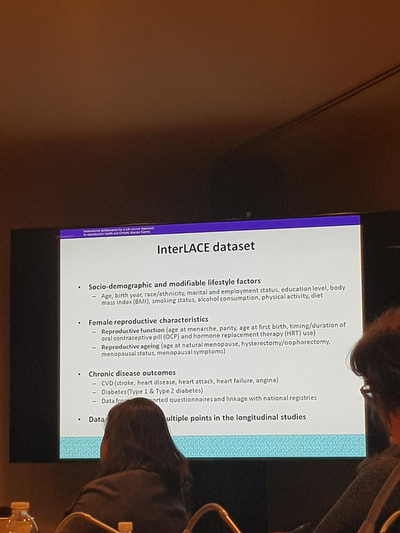 International collaboration for a Life course Approach
to reproductive health and Chronic disease Events
InterLACE dataset
• Socio-demographic and modifiable lifestyle factors
– Age, birth year, race/ethnicity, marital and employment status, education level, body
mass index (BMI), smoking status, alcohol consumption, physical activity, diet
• Female reproductive characteristics
– Reproductive function (age at menarche, parity, age at first birth, timing/duration of
oral contraceptive pill (OCP) and hormone replacement therapy (HRT) use)
– Reproductive ageing (age at natural menopause, hysterectomy/oophorectomy,
menopausal status, menopausal symptoms)
• Chronic disease outcomes
– CVD (stroke, heart disease, heart attack, heart failure, angina)
– Diabetes (Type 1 & Type 2 diabetes)
– Data questionnaires and linkage with national registries
• Data multiple points in the longitudinal studies